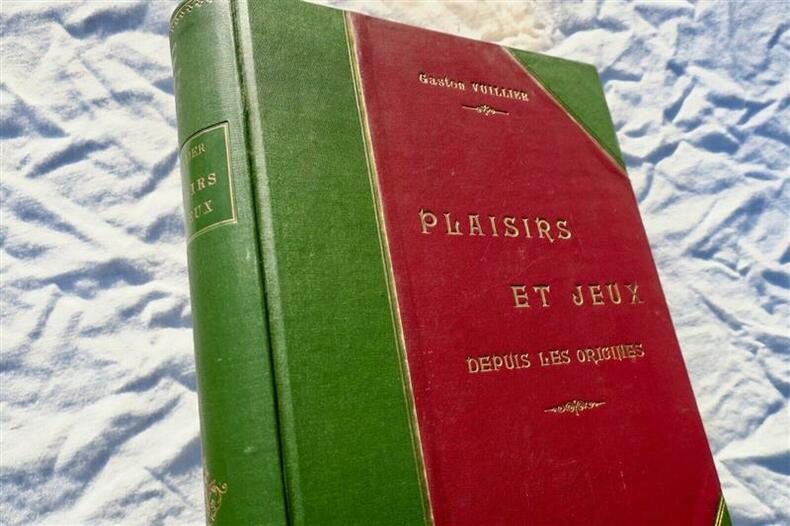 Gaston VUILLIER
PLAISIRS
ET JEUX
DEPUIS LES ORIGINES